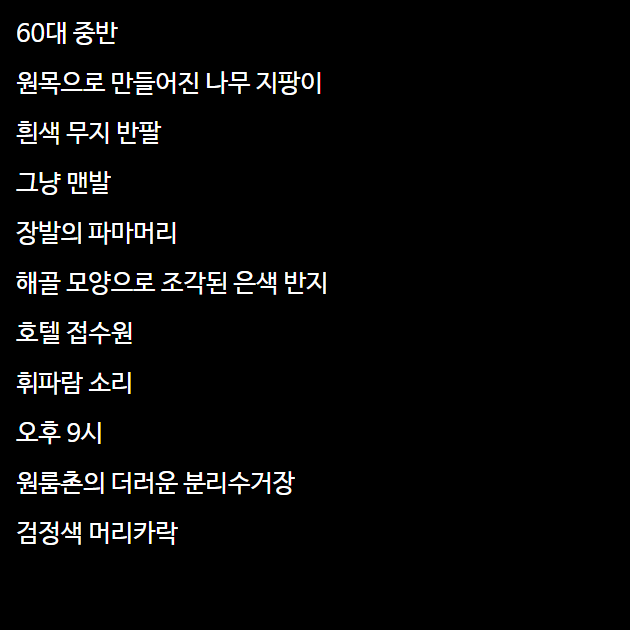 60대 중반
원목으로 만들어진 나무 지팡이
흰색 무지 반팔
그냥 맨발
장발의 파마머리
해골 모양으로 조각된 은색 반지
호텔 접수원
휘파람 소리
오후 9시
원룸촌의 더러운 분리수거장
검정색 머리카락